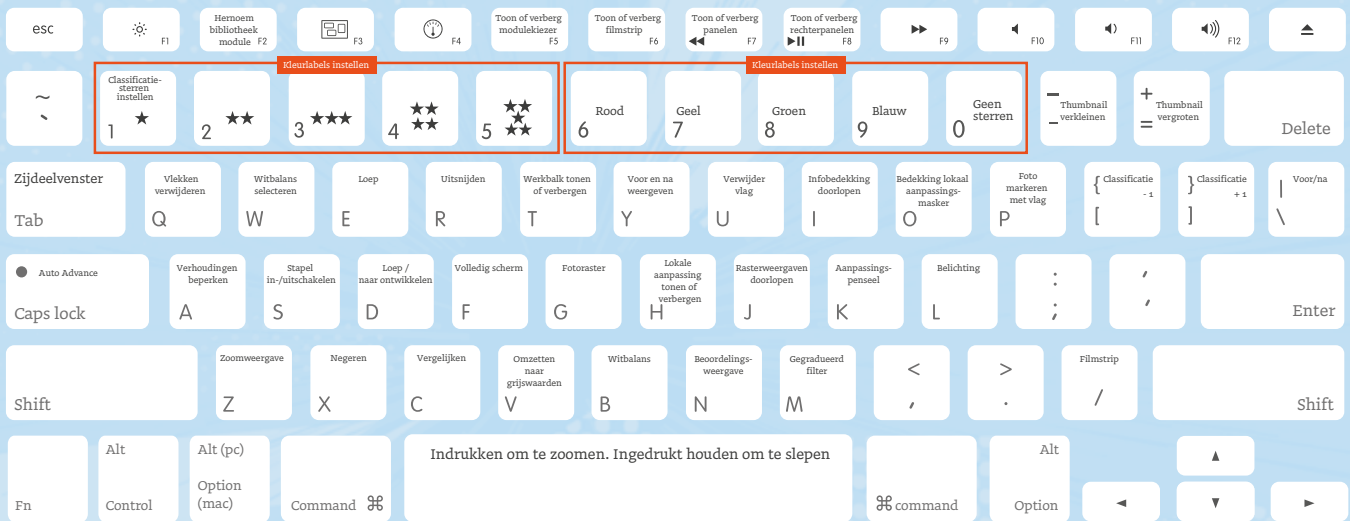 esc
F1
Hernoem
bibliotheek
module F2
F3
F4
Toon of verberg
modulekiezer
F5
Toon of verberg
filmstrip
F6
Toon of verberg
panelen
◀◀ F7
Toon of verberg
rechterpanelen
▶❚❚ F8
▶▶ F9
F10
F11
F12
Kleurlabels instellen
Kleurlabels instellen
~
`
Classificatie-
sterren
instellen
1 ★
2 ★★
3 ★★★
4 ★★★★
5 ★★★★★
Rood
6
Geel
7
Groen
8
Blauw
9
Geen
sterren
0
– Thumbnail
- verkleinen
+ Thumbnail
= vergroten
Delete
Zijdeelvenster
Tab
Vlekken
verwijderen
Q
Witbalans
selecteren
W
Loep
E
Uitsnijden
R
Werkbalk tonen
of verbergen
T
Voor en na
weergeven
Y
Verwijder
vlag
U
Infobedekking
doorlopen
I
Bedekking lokaal
aanpassings-
masker
O
Foto
markeren
met vlag
P
{ Classificatie
- 1
[
} Classificatie
+ 1
]
| Voor/na
\
Auto Advance
Caps lock
Verhoudingen
beperken
A
Stapel
in-/uitschakelen
S
Loep /
naar ontwikkelen
D
Volledig scherm
F
Fotoraster
G
Lokale
aanpassing
tonen of
verbergen
H
Rasterweergaven
doorlopen
J
Aanpassings-
penseel
K
Belichting
L
:
;
′
′
Enter
Shift
Zoomweergave
Z
Negeren
X
Vergelijken
C
Omzetten
naar
grijswaarden
V
Witbalans
B
Beoordelings-
weergave
N
Gegradueerd
filter
M
<
,
>
.
Filmstrip
/
Shift
Fn
Alt
Control
Alt (pc)
Option
(mac)
Command ⌘
Indrukken om te zoomen. Ingedrukt houden om te slepen
⌘ command
Alt
Option
▲
◄
▼
►